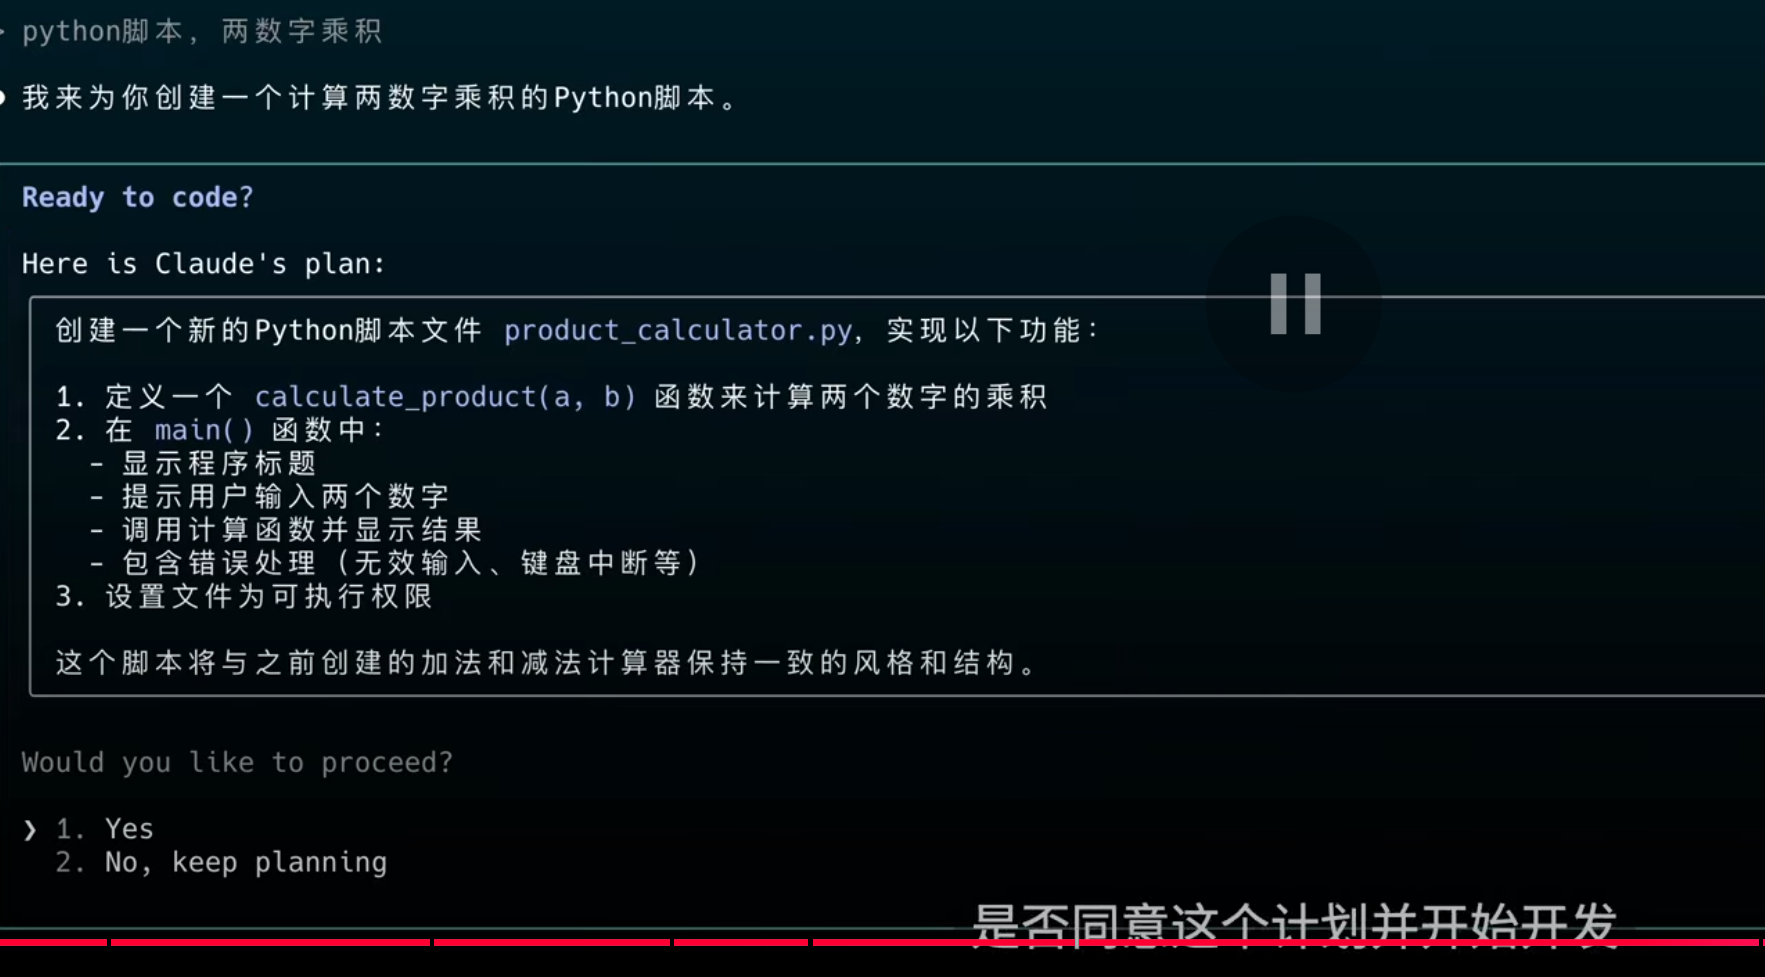 > python脚本, 两数字乘积
● 我来为你创建一个计算两数字乘积的Python脚本。
Ready to code?
Here is Claude's plan:
创建一个新的Python脚本文件 product_calculator.py, 实现以下功能:
1. 定义一个 calculate_product(a, b) 函数来计算两个数字的乘积
2. 在 main() 函数中:
- 显示程序标题
- 提示用户输入两个数字
- 调用计算函数并显示结果
- 包含错误处理（无效输入、键盘中断等）
3. 设置文件为可执行权限
这个脚本将与之前创建的加法和减法计算器保持一致的风格和结构。
Would you like to proceed?
❯ 1. Yes
2. No, keep planning
是否同意这个计划并开始开发